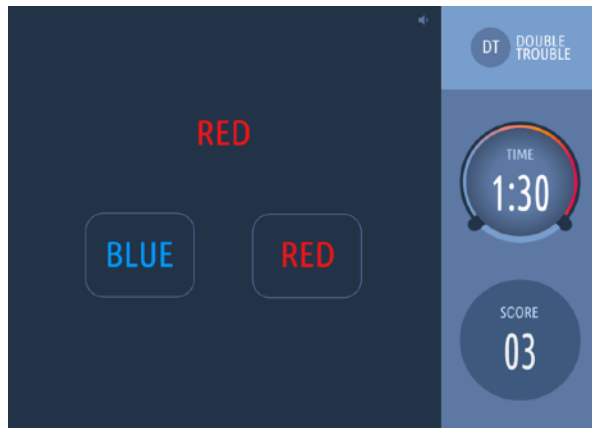 DT
DOUBLE
TROUBLE
RED
BLUE
RED
TIME
1:30
SCORE
03